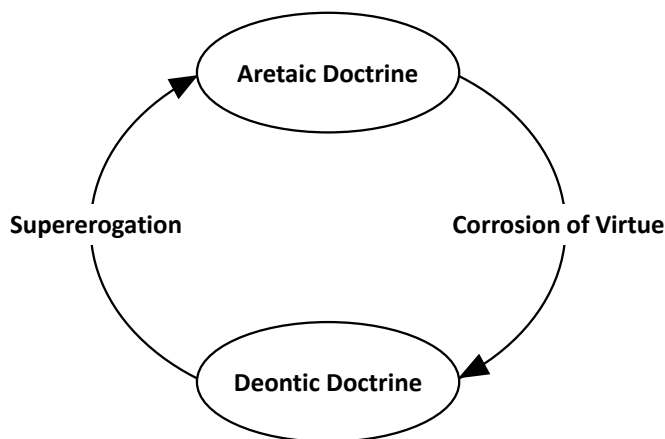 Aretaic Doctrine
Supererogation
Corrosion of Virtue
Deontic Doctrine